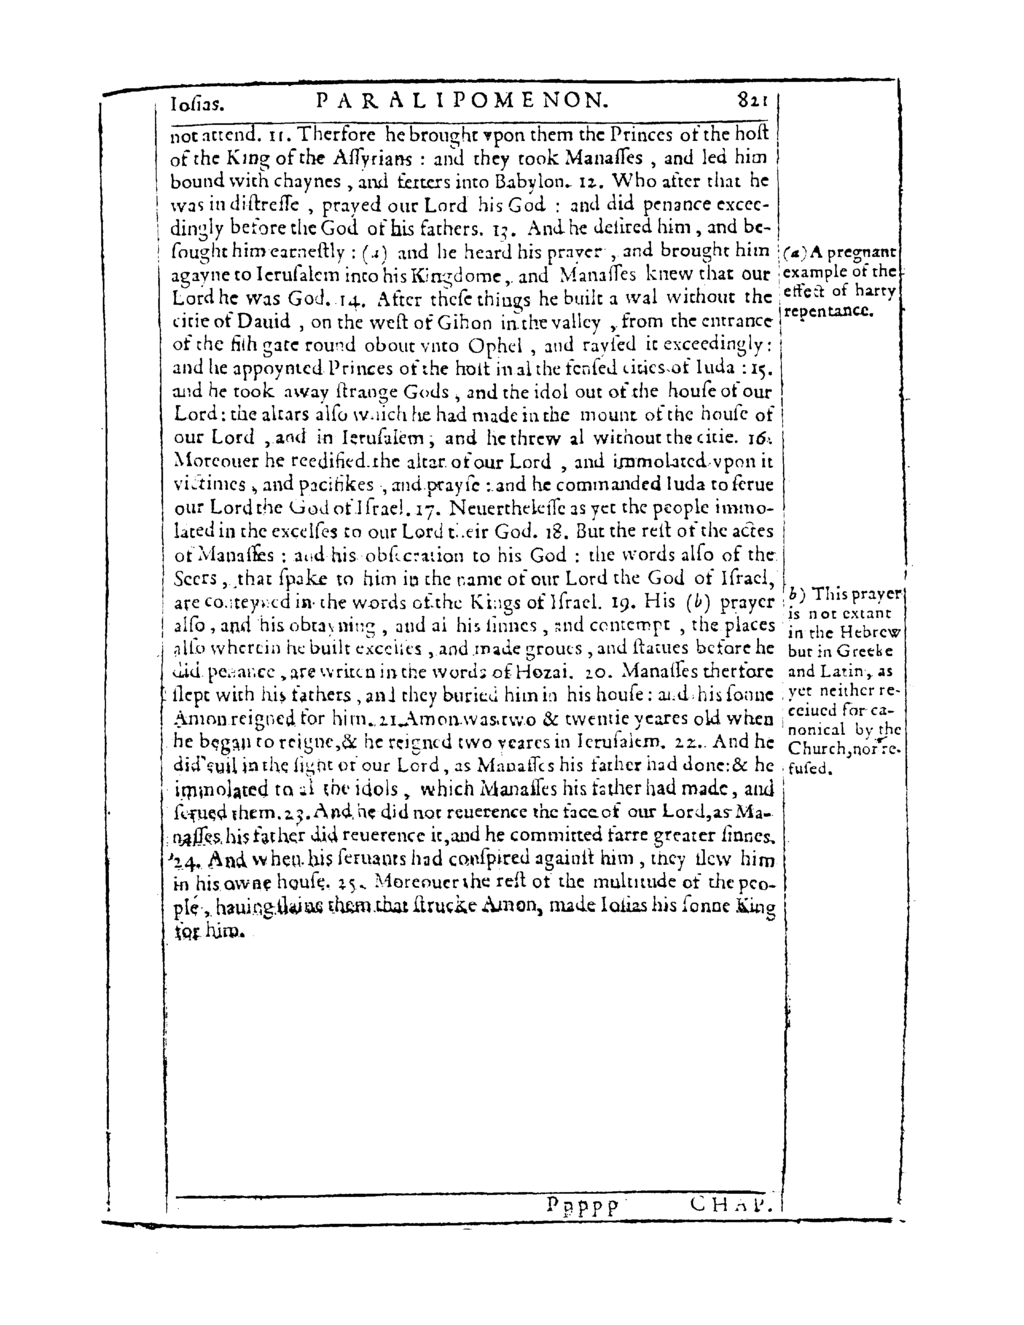 Iosias. PARALIPOMENON. 821
not attend. 11. Therfore he brought vpon them the Princes of the hoſt
of the King of the Aſſyrians : and they took Manaſſes , and led him
bound with chaynes , and fetters into Babylon. 12. Who after that he
was in diſtreſſe , prayed our Lord his God : and did penance excee-
dingly before the God of his fathers. 13. And he deſired him , and be-
ſought him earneſtly : (a) and he heard his prayer , and brought him
agayne to Ieruſalem into his Kingdome , and Manaſſes knew that our
Lord he was God. 14. After theſe things he built a wal without the
citie of Dauid , on the weſt of Gihon in the valley , from the entrance
of the fiſh gate round obout vnto Ophel , and rayſed it exceedingly :
and he appoynted Princes of the hoſt in al the fenſed cities of Iuda : 15.
and he took away ſtrange Gods , and the idol out of the houſe of our
Lord : the altars alſo which he had made in the mount of the houſe of
our Lord , and in Ieruſalem ; and he threw al without the citie. 16.
Moreouer he reedified the altar of our Lord , and immolated vpon it
victimes , and pacifikes , and prayſe : and he commanded Iuda to ſerue
our Lord the God of Iſrael. 17. Neuertheleſſe as yet the people immo-
lated in the excelſes to our Lord their God. 18. But the reſt of the actes
of Manaſſes : and his obſecration to his God : the words alſo of the
Seers , that ſpake to him in the name of our Lord the God of Iſrael,
are conteyned in the words of the Kings of Iſrael. 19. His (b) prayer
alſo , and his obtayning , and al his ſinnes , and contempt , the places
alſo wherein he built excelſes , and made groues , and ſtatues before he
did penance , are writen in the words of Hozai. 20. Manaſſes therfore
ſlept with his fathers , and they buried him in his houſe : and his ſonne
Amon reigned for him. 21. Amon was two & twentie yeares old when
he began to reigne, & he reigned two yeares in Ieruſalem. 22. And he
did euil in the ſight of our Lord , as Manaſſes his father had done: & he
immolated to al the idols , which Manaſſes his father had made , and
ſerued them. 23. And he did not reuerence the face of our Lord, as Ma-
naſſes his father did reuerence it, and he committed farre greater ſinnes.
24. And when his ſeruants had conſpired againſt him , they ſlew him
in his owne houſe. 25. Moreouer the reſt of the multitude of the peo-
ple , hauing ſlaine them that ſtrucke Amon, made Ioſias his ſonne King
for him.
(a) A pregnant
example of the
effect of harty
repentance.
b) This prayer
is not extant
in the Hebrew
but in Greeke
and Latin, as
yet neither re-
ceiued for ca-
nonical by the
Church, nor re-
fuſed.
Ppppp CHAP.